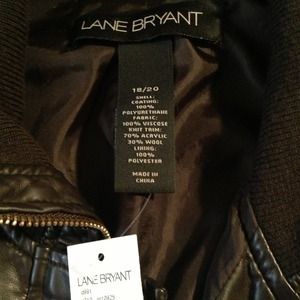 LANE BRYANT
18/20
SHELL:
COATING:
100%
POLYURETHANE
FABRIC:
100% VISCOSE
KNIT TRIM:
70% ACRYLIC
30% WOOL
LINING:
100%
POLYESTER
MADE IN
CHINA
LANE BRYANT